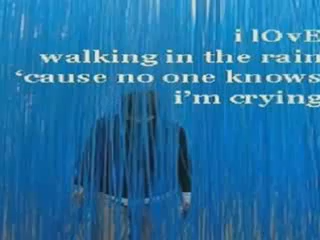 i lOvE
walking in the rain
‘cause no one knows
i’m crying